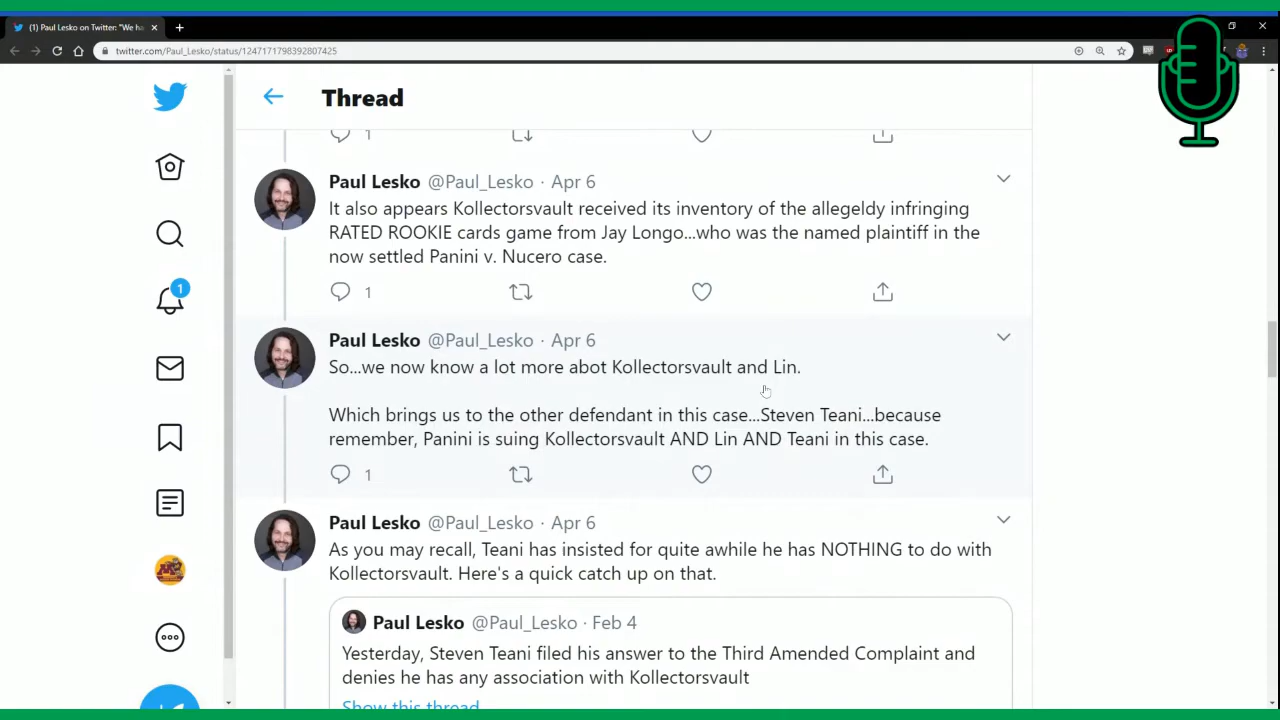 (1) Paul Lesko on Twitter: "We ha
twitter.com/Paul_Lesko/status/1247171798392807425
Thread
1
Paul Lesko @Paul_Lesko · Apr 6
It also appears Kollectorsvault received its inventory of the allegeldy infringing
RATED ROOKIE cards game from Jay Longo...who was the named plaintiff in the
now settled Panini v. Nucero case.
1
1
Paul Lesko @Paul_Lesko · Apr 6
So...we now know a lot more abot Kollectorsvault and Lin.
Which brings us to the other defendant in this case...Steven Teani...because
remember, Panini is suing Kollectorsvault AND Lin AND Teani in this case.
1
Paul Lesko @Paul_Lesko · Apr 6
As you may recall, Teani has insisted for quite awhile he has NOTHING to do with
Kollectorsvault. Here's a quick catch up on that.
Paul Lesko @Paul_Lesko · Feb 4
Yesterday, Steven Teani filed his answer to the Third Amended Complaint and
denies he has any association with Kollectorsvault
Show this thread